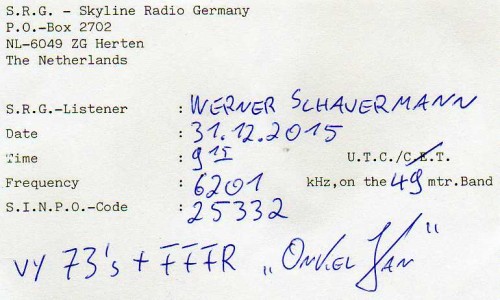 S.R.G. - Skyline Radio Germany
P.O.-Box 2702
NL-6049 ZG Herten
The Netherlands
S.R.G.-Listener : WERNER SCHAUERMANN
Date : 31.12.2015
Time : 9 15 U.T.C./C.E.T.
Frequency : 6201 kHz,on the 49 mtr.Band
S.I.N.P.O.-Code : 25332
VY 73's + FFFR „ONKEL JAN“